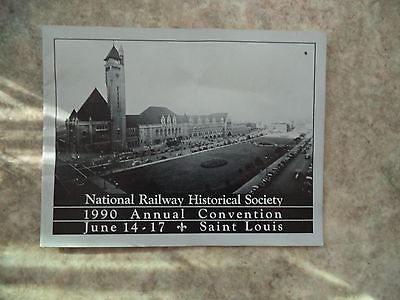 National Railway Historical Society
1990 Annual Convention
June 14-17 ⚜ Saint Louis